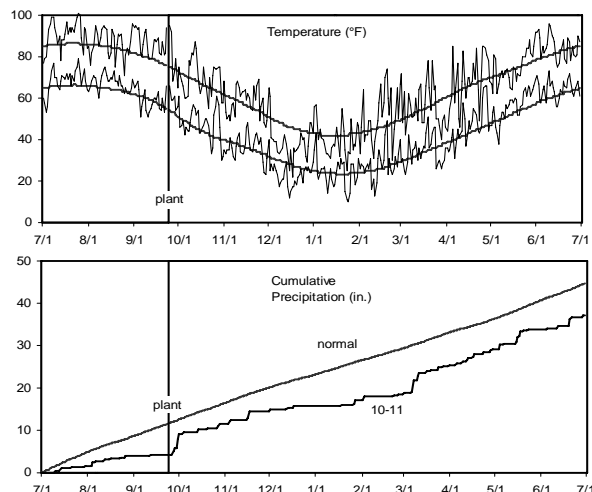 100
Temperature (°F)
80
60
40
20
plant
0
7/1 8/1 9/1 10/1 11/1 12/1 1/1 2/1 3/1 4/1 5/1 6/1 7/1
50
Cumulative
Precipitation (in.)
40
normal
30
20
plant
10-11
10
0
7/1 8/1 9/1 10/1 11/1 12/1 1/1 2/1 3/1 4/1 5/1 6/1 7/1